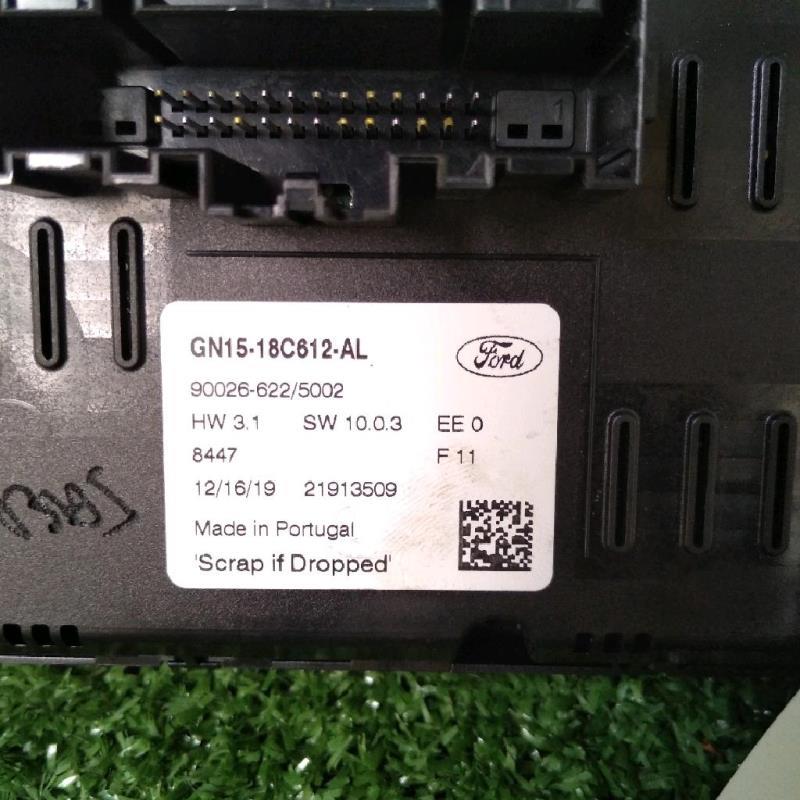 1
GN15-18C612-AL
Ford
90026-622/5002
HW 3.1 SW 10.0.3 EE 0
8447 F 11
12/16/19 21913509
Made in Portugal
'Scrap if Dropped'